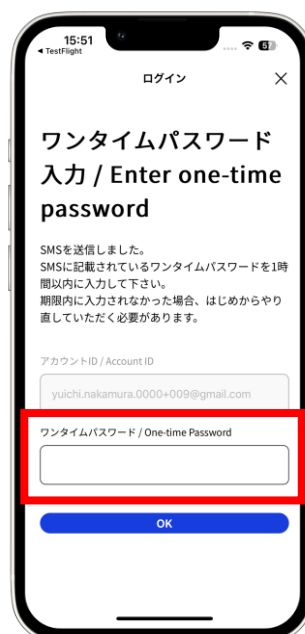 15:51
◀ TestFlight
57
ログイン
ワンタイムパスワード
入力 / Enter one-time
password
SMSを送信しました。
SMSに記載されているワンタイムパスワードを1時
間以内に入力して下さい。
期限内に入力されなかった場合、はじめからやり
直していただく必要があります。
アカウントID / Account ID
yuichi.nakamura.0000+009@gmail.com
ワンタイムパスワード / One-time Password
OK